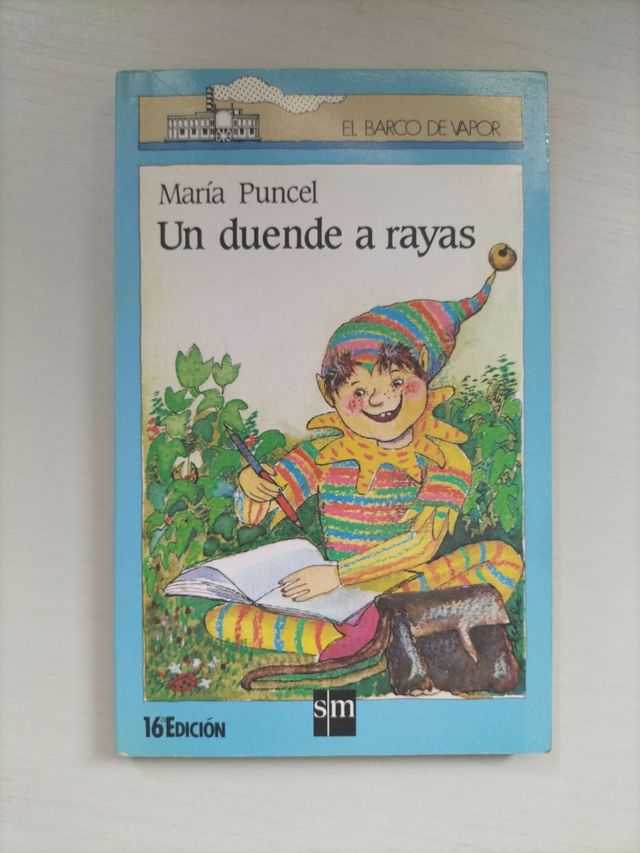 EL BARCO DE VAPOR
María Puncel
Un duende a rayas
16ª EDICIÓN
sm